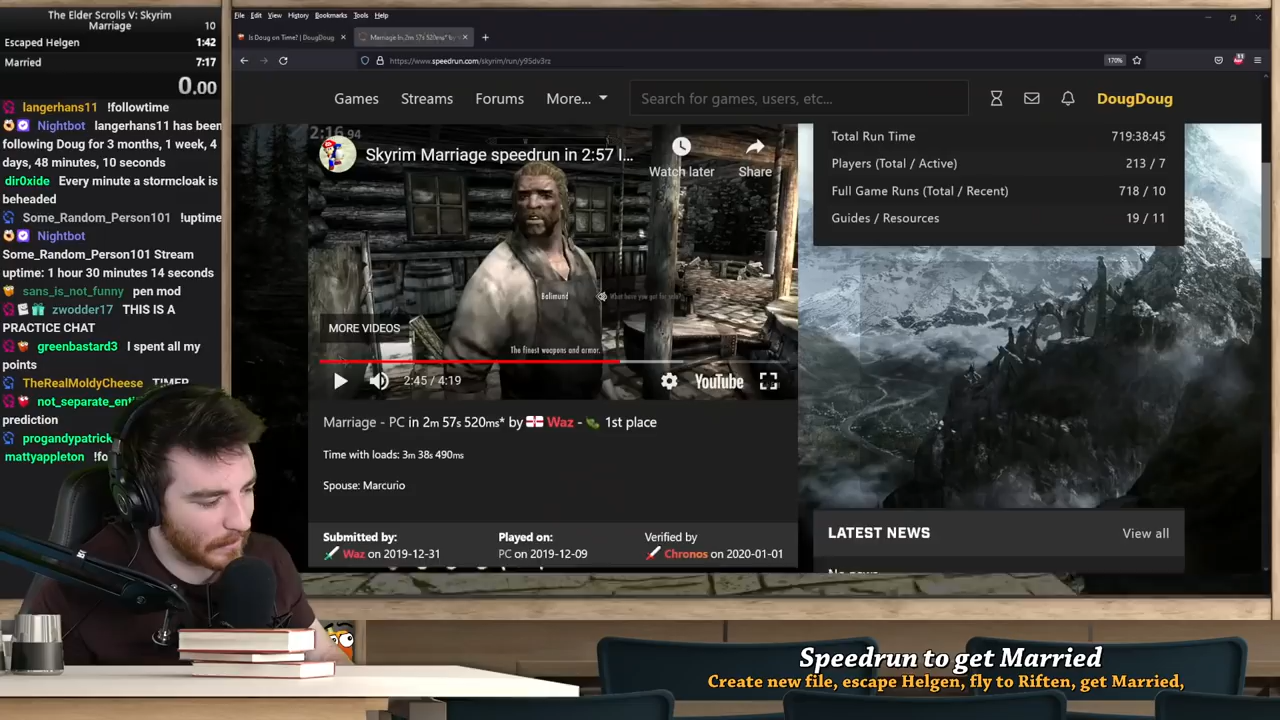 The Elder Scrolls V: Skyrim
Marriage
10
Escaped Helgen 1:42
Married 7:17
0.00
langerhans11 !followtime
Nightbot langerhans11 has been
following Doug for 3 months, 1 week, 4
days, 48 minutes, 10 seconds
dir0xide Every minute a stormcloak is
beheaded
Some_Random_Person101 !uptime
Nightbot
Some_Random_Person101 Stream
uptime: 1 hour 30 minutes 14 seconds
sans_is_not_funny pen mod
zwodder17 THIS IS A
PRACTICE CHAT
greenbastard3 I spent all my
points
TheRealMoldyCheese TIMER
not_separate_enti
prediction
progandypatrick
mattyappleton !fo
File Edit View History Bookmarks Tools Help
Is Doug on Time? | DougDoug
Marriage in 2m 57s 520ms* by W
https://www.speedrun.com/skyrim/run/y95dv3rz
170%
Games Streams Forums More...
Search for games, users, etc...
DougDoug
2:16.94
Skyrim Marriage speedrun in 2:57 I...
Watch later
Share
Balimund
What have you got for sale?
MORE VIDEOS
The finest weapons and armor.
2:45 / 4:19
YouTube
Marriage - PC in 2m 57s 520ms* by Waz - 1st place
Time with loads: 3m 38s 490ms
Spouse: Marcurio
Submitted by:
Waz on 2019-12-31
Played on:
PC on 2019-12-09
Verified by
Chronos on 2020-01-01
Total Run Time 719:38:45
Players (Total / Active) 213 / 7
Full Game Runs (Total / Recent) 718 / 10
Guides / Resources 19 / 11
LATEST NEWS
View all
Speedrun to get Married
Create new file, escape Helgen, fly to Riften, get Married,